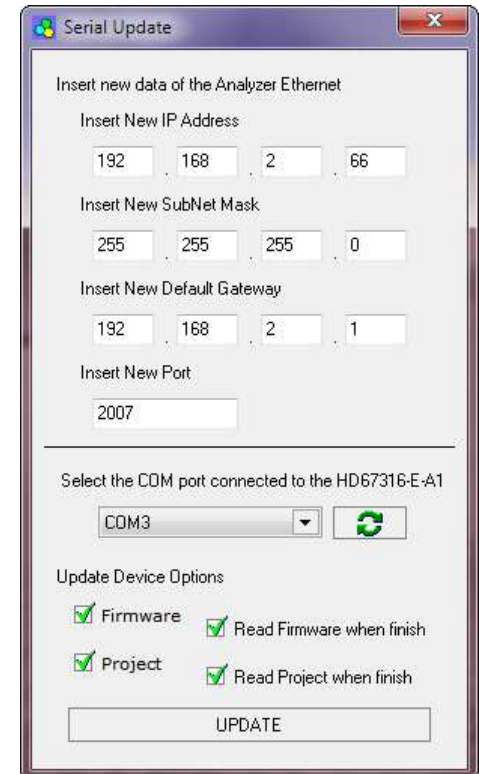 Serial Update
Insert new data of the Analyzer Ethernet
Insert New IP Address
192 . 168 . 2 . 66
Insert New SubNet Mask
255 . 255 . 255 . 0
Insert New Default Gateway
192 . 168 . 2 . 1
Insert New Port
2007
Select the COM port connected to the HD67316-E-A1
COM3
Update Device Options
Firmware
Read Firmware when finish
Project
Read Project when finish
UPDATE